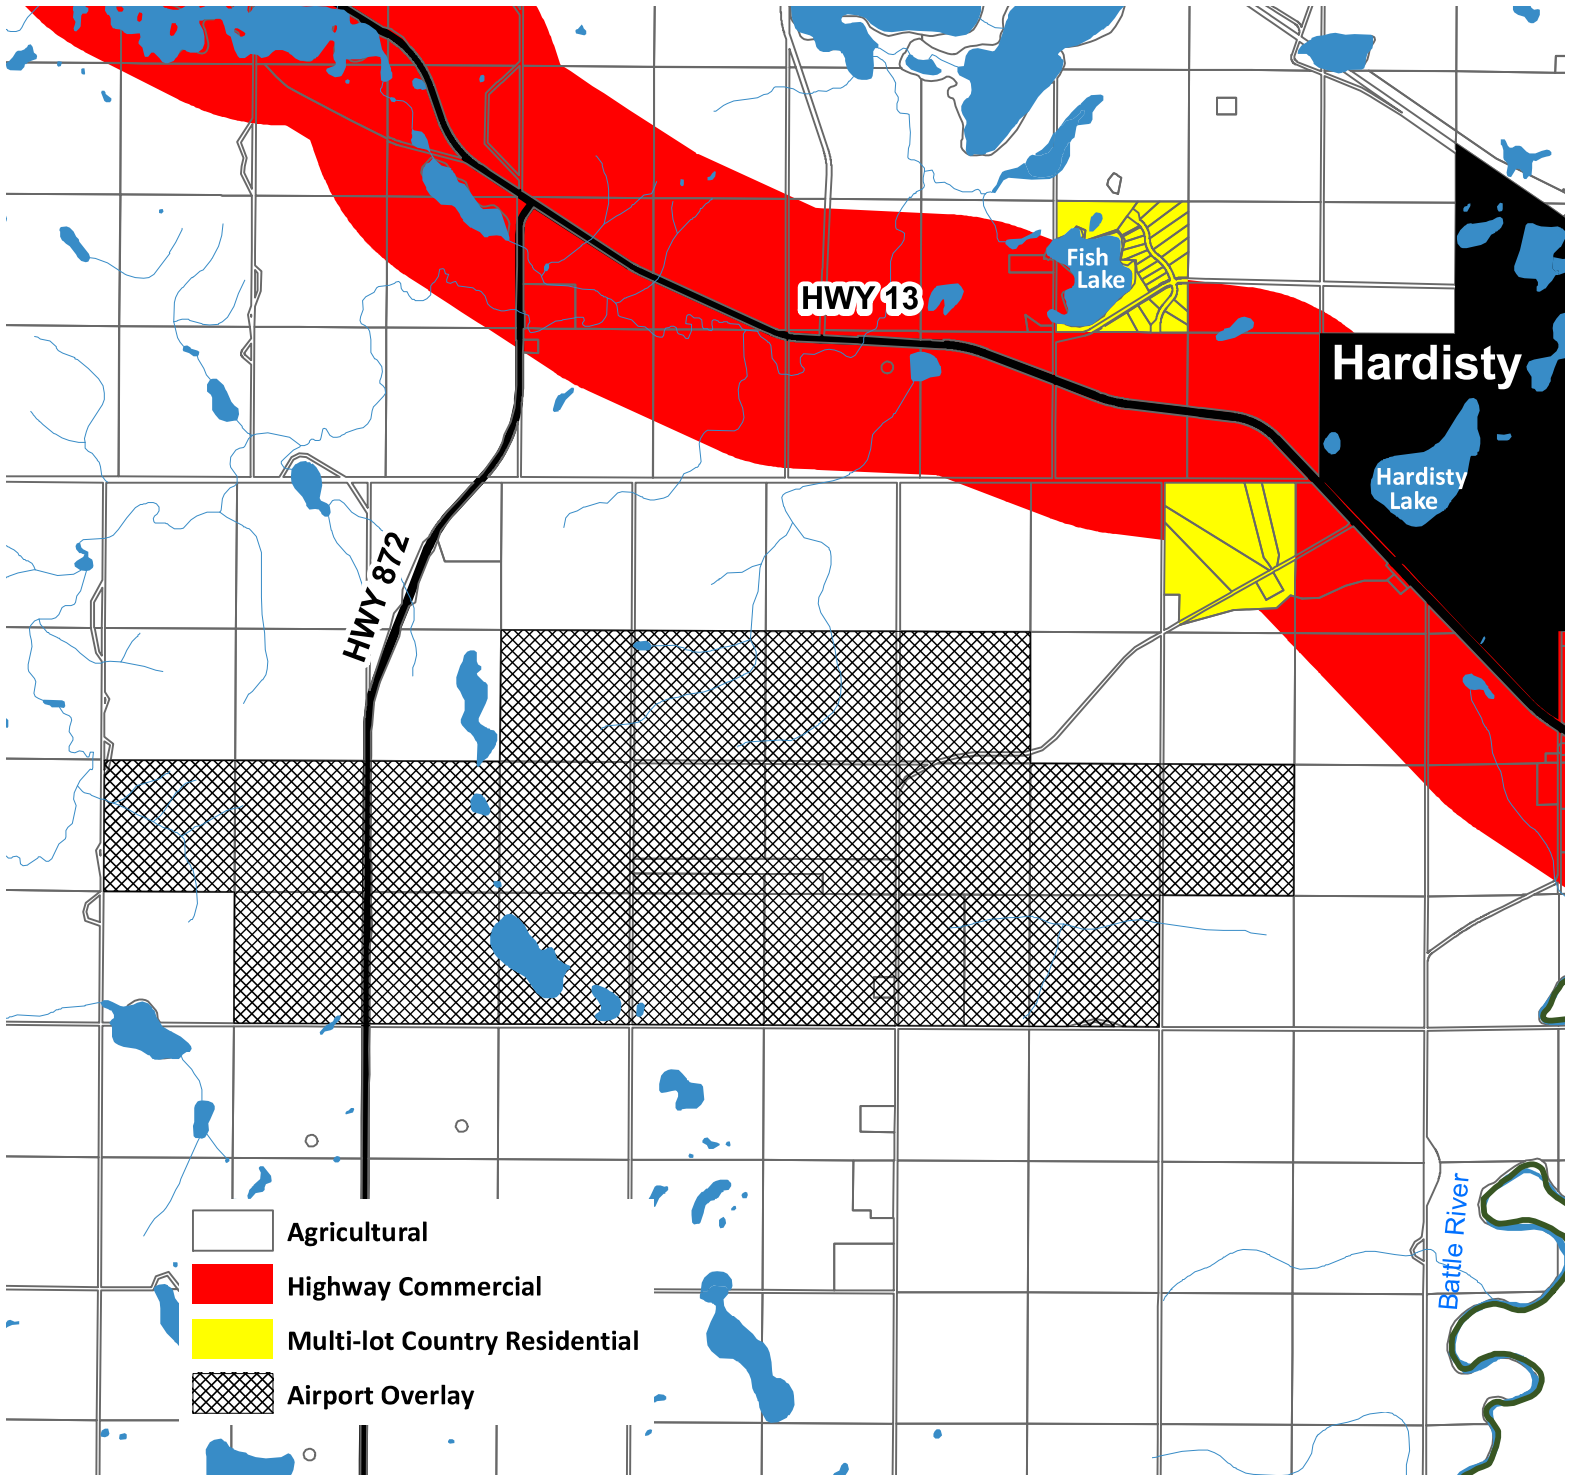 Fish
Lake
HWY 13
Hardisty
Hardisty
Lake
HWY 872
Battle River
Agricultural
Highway Commercial
Multi-lot Country Residential
Airport Overlay